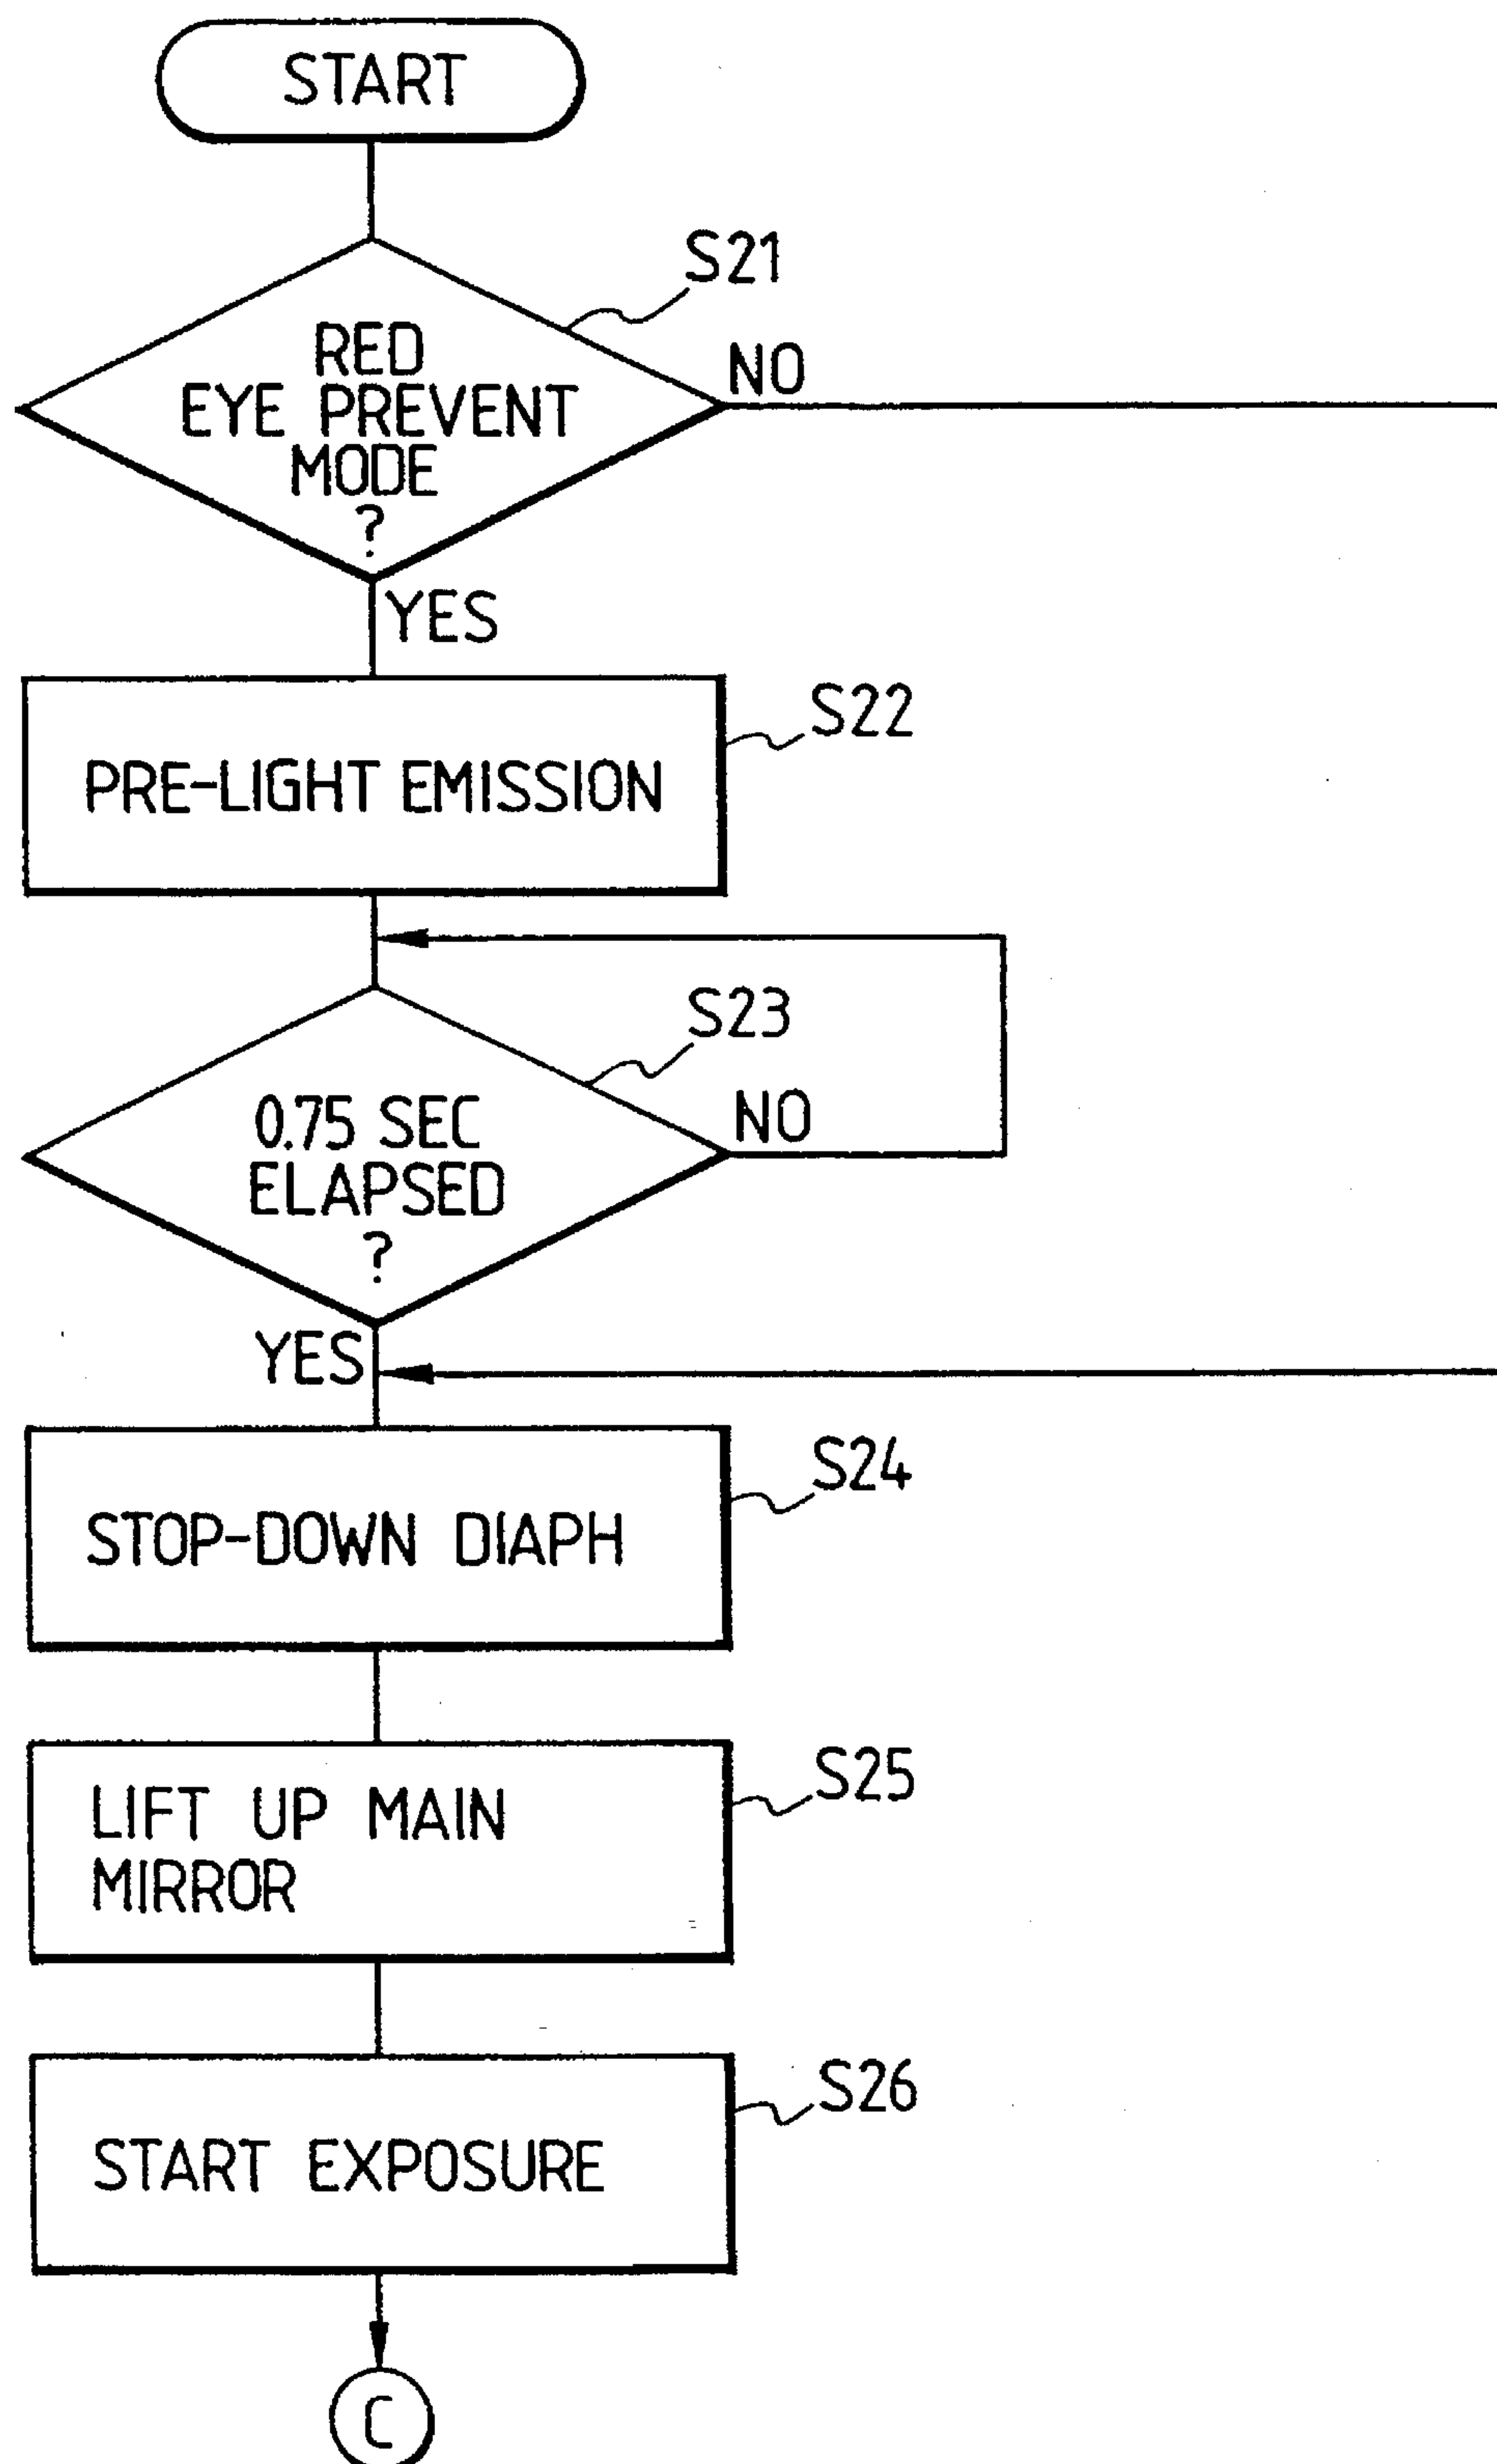 START
S21
RED
EYE PREVENT
MODE
?
NO
YES
S22
PRE-LIGHT EMISSION
S23
0.75 SEC
ELAPSED
?
NO
YES
S24
STOP-DOWN DIAPH
S25
LIFT UP MAIN
MIRROR
S26
START EXPOSURE
C